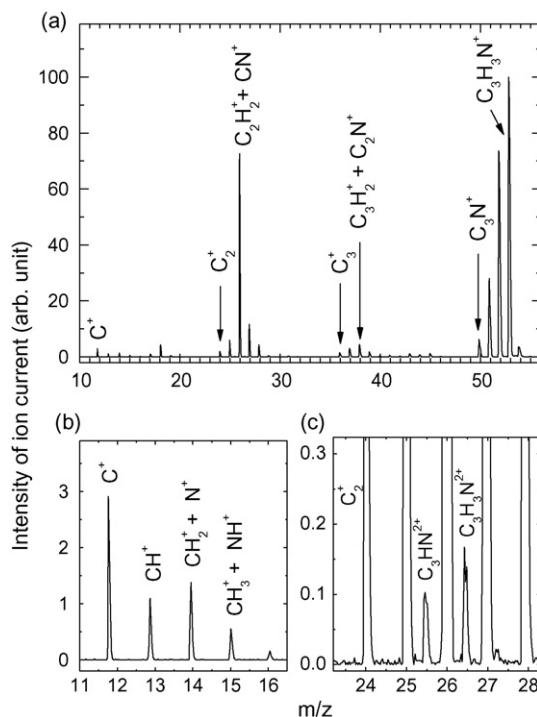 (a)
C⁺
C₂⁺
C₂H₂⁺ + CN⁺
C₃⁺
C₃H₂⁺ + C₂N⁺
C₃N⁺
C₃H₃N⁺
100
80
60
40
20
0
10 20 30 40 50
Intensity of ion current (arb. unit)
(b)
C⁺
CH⁺
CH₂⁺ + N⁺
CH₃⁺ + NH⁺
3
2
1
0
11 12 13 14 15 16
(c)
C₂⁺
C₃HN²⁺
C₃H₃N²⁺
0.3
0.2
0.1
0.0
24 25 26 27 28
m/z